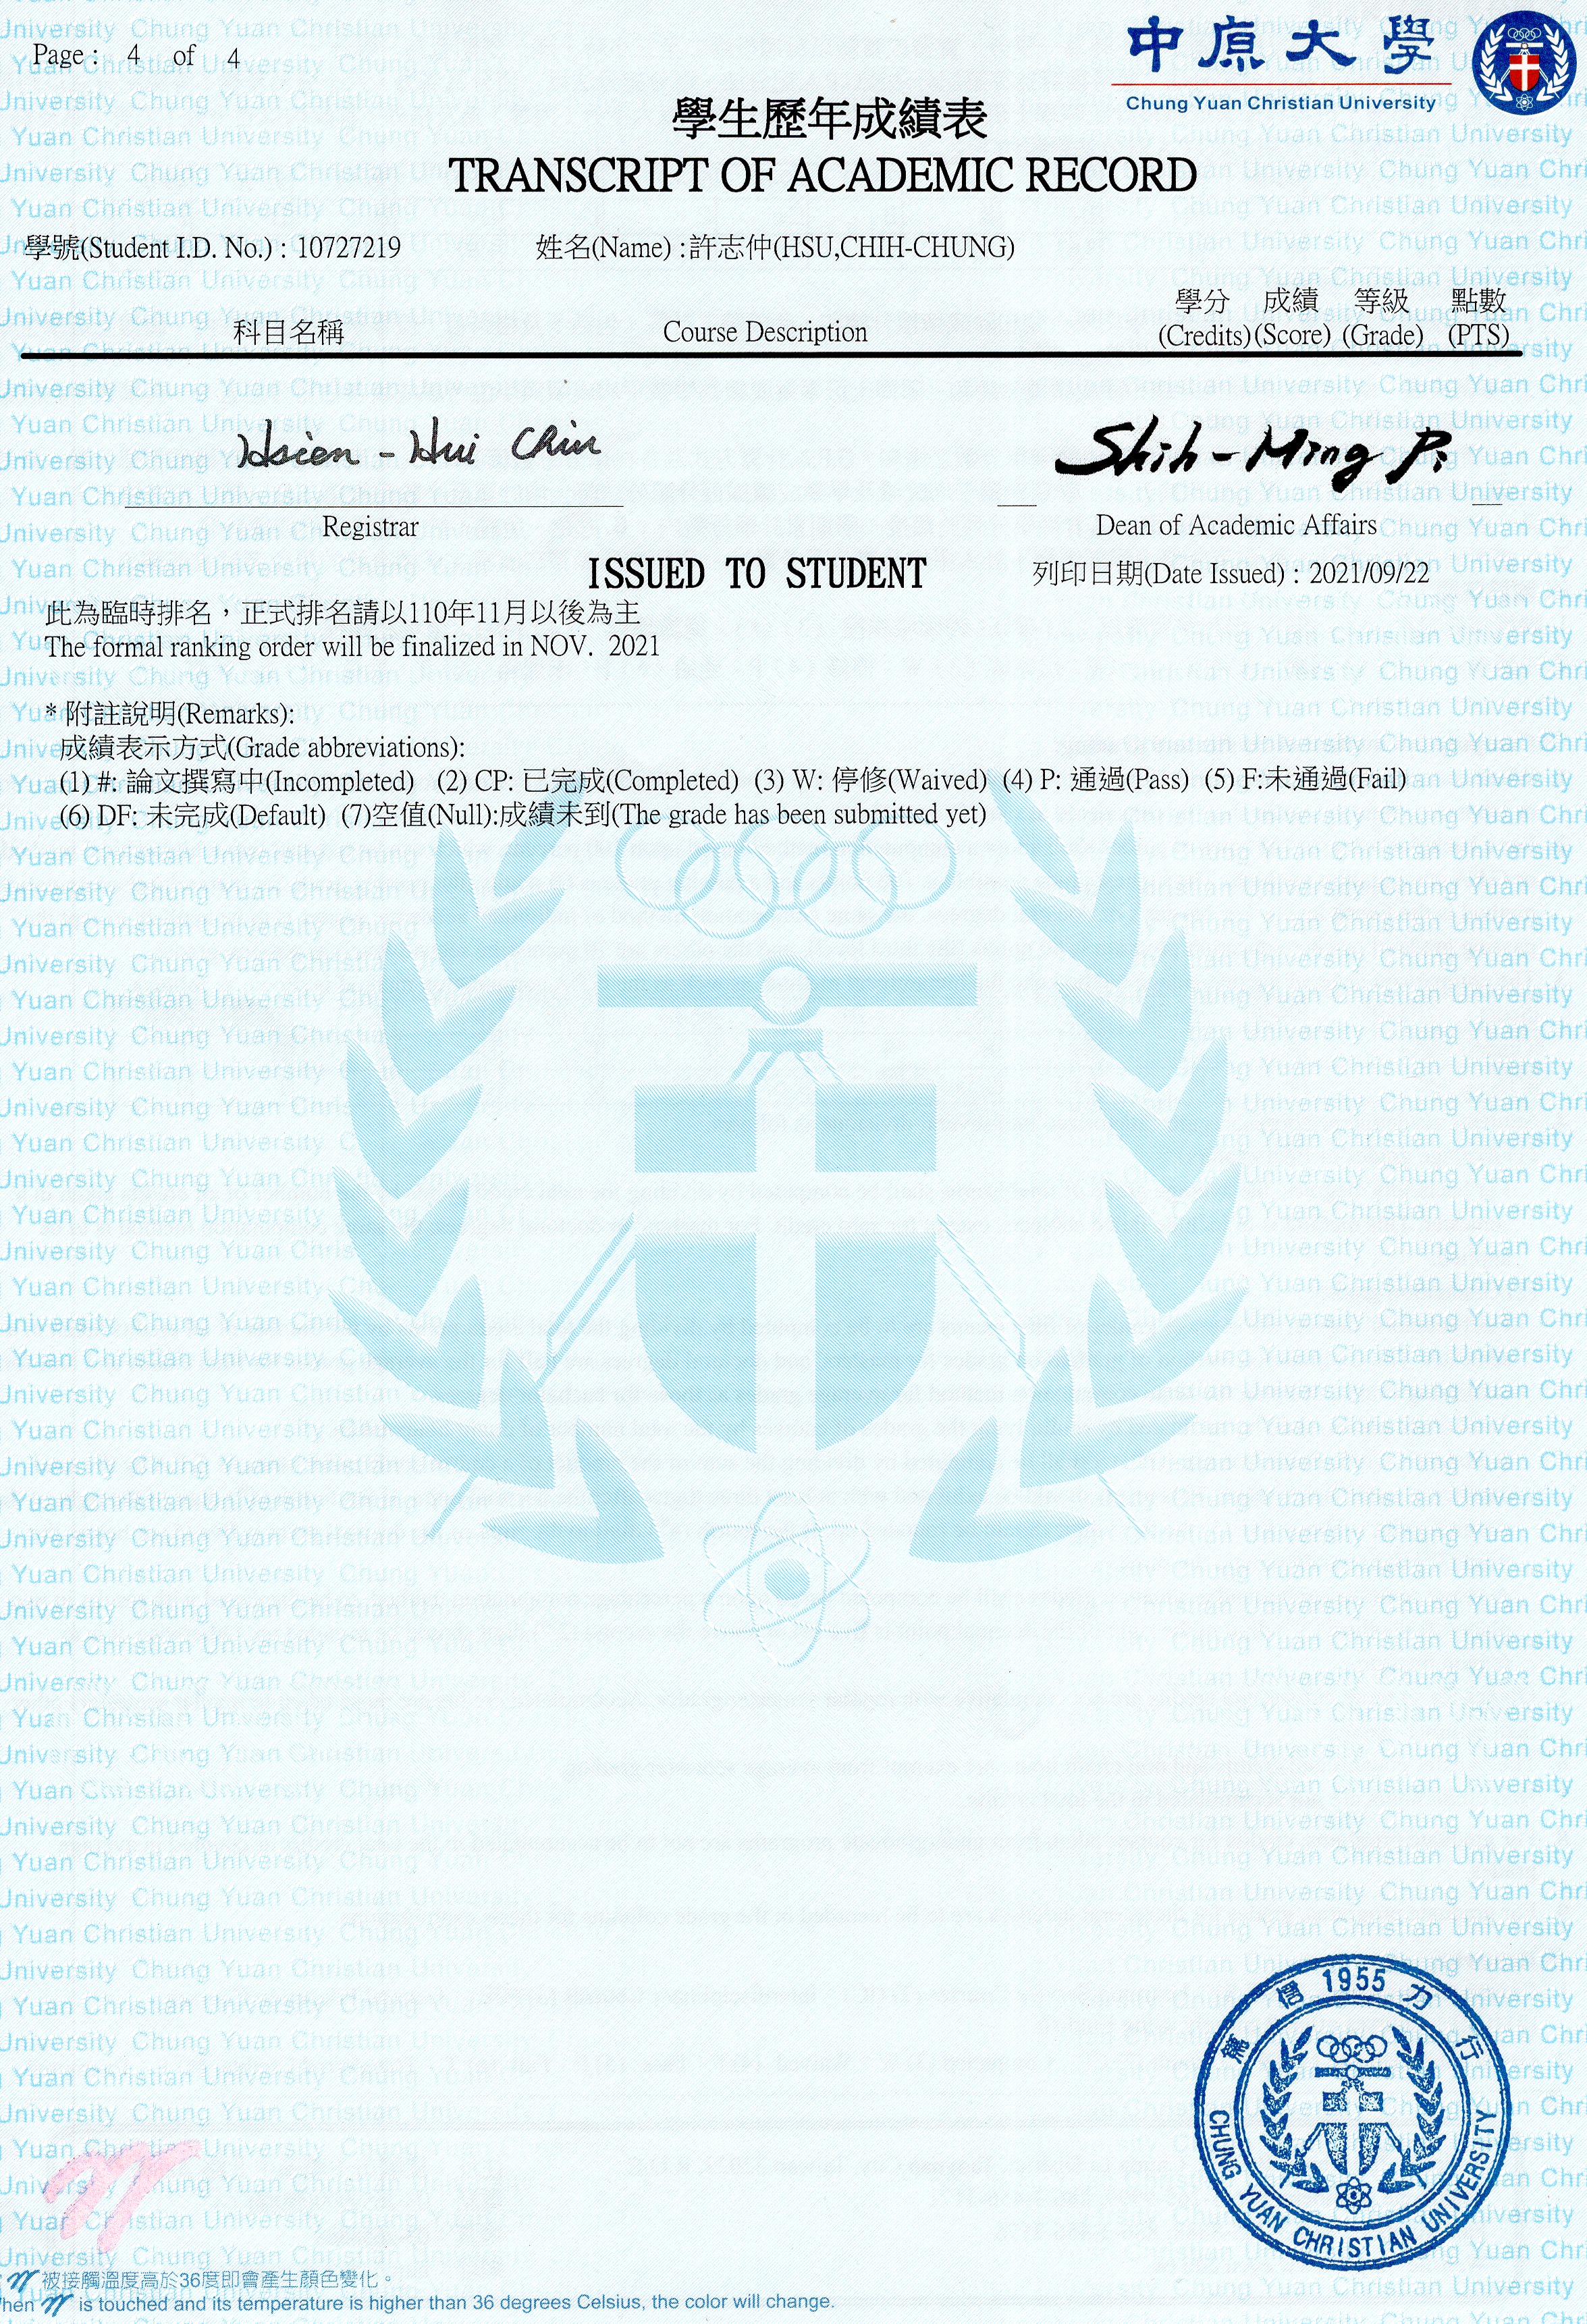 Page : 4 of 4
中原大學
Chung Yuan Christian University
學生歷年成績表
TRANSCRIPT OF ACADEMIC RECORD
學號(Student I.D. No.) : 10727219 姓名(Name) :許志仲(HSU,CHIH-CHUNG)
學分 成績 等級 點數
科目名稱 Course Description (Credits) (Score) (Grade) (PTS)
Hsien-Hui Chin Shih-Ming Pi
Registrar Dean of Academic Affairs
ISSUED TO STUDENT 列印日期(Date Issued) : 2021/09/22
此為臨時排名，正式排名請以110年11月以後為主
The formal ranking order will be finalized in NOV. 2021
* 附註說明(Remarks):
成績表示方式(Grade abbreviations):
(1) #: 論文撰寫中(Incompleted) (2) CP: 已完成(Completed) (3) W: 停修(Waived) (4) P: 通過(Pass) (5) F:未通過(Fail)
(6) DF: 未完成(Default) (7)空值(Null):成績未到(The grade has been submitted yet)
篤信 1955 力行
CHUNG YUAN CHRISTIAN UNIVERSITY
被接觸溫度高於36度即會產生顏色變化。
hen is touched and its temperature is higher than 36 degrees Celsius, the color will change.